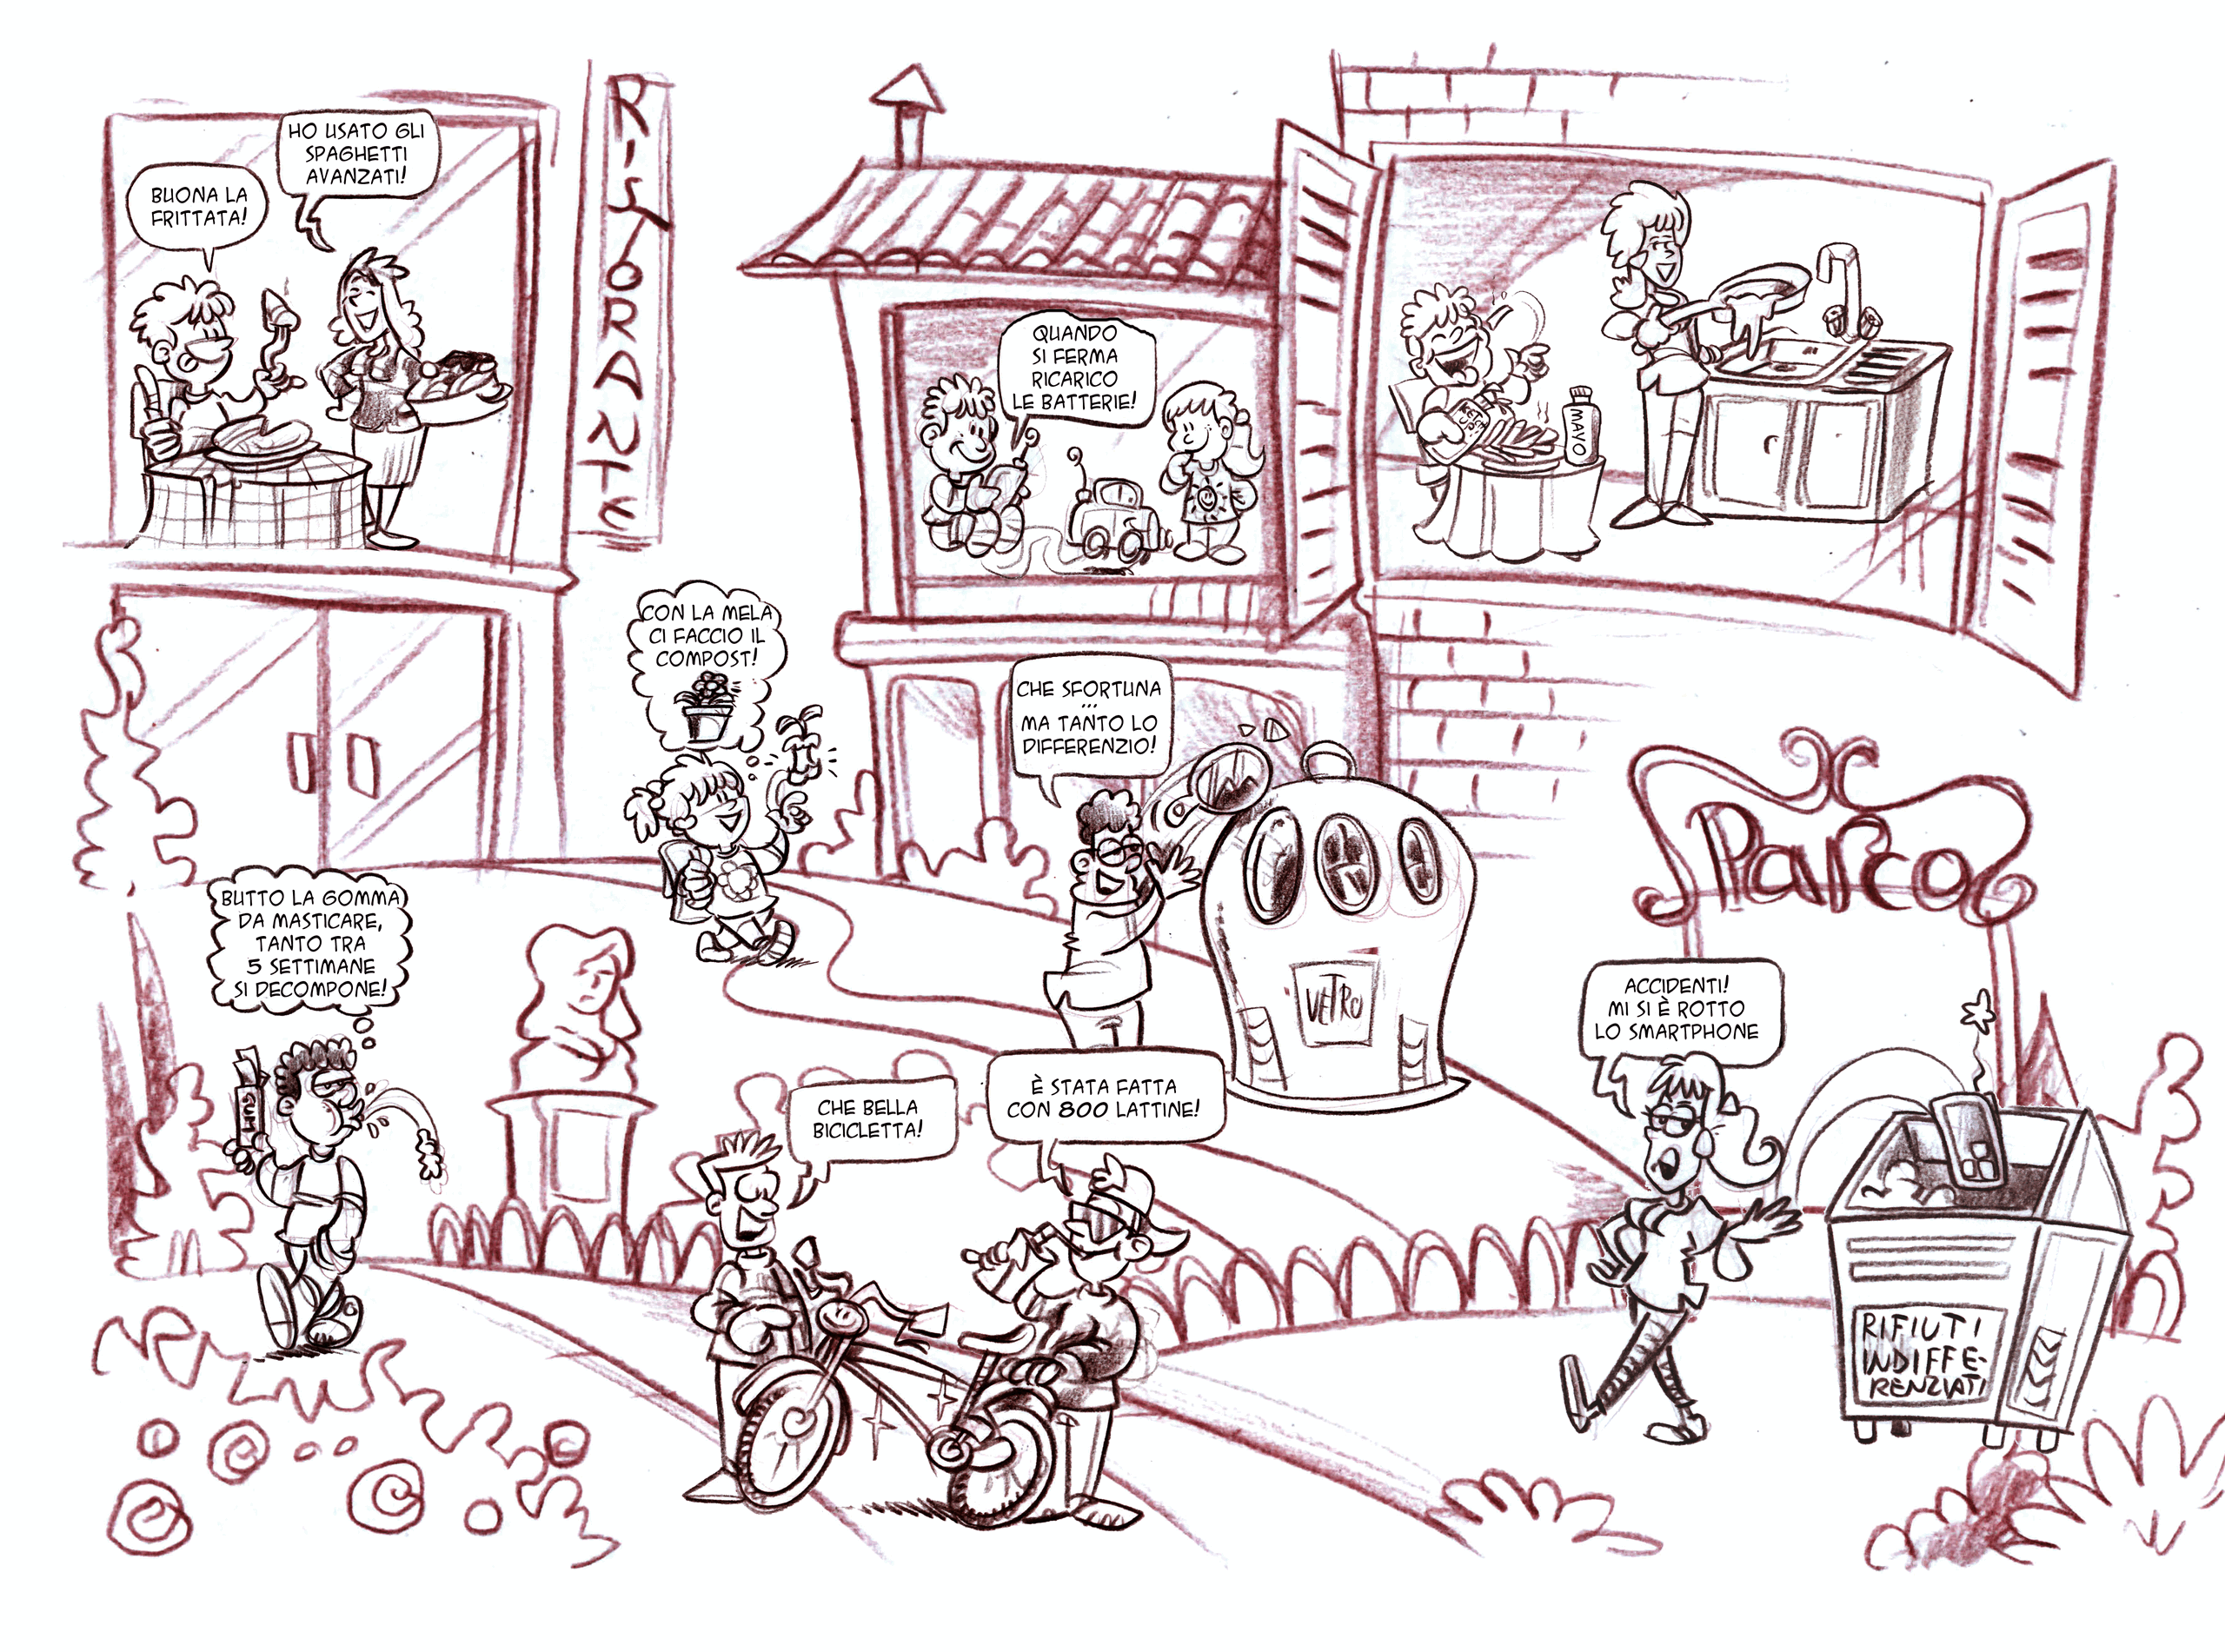 HO USATO GLI
SPAGHETTI
AVANZATI!
BUONA LA
FRITTATA!
RISTORANTE
QUANDO
SI FERMA
RICARICO
LE BATTERIE!
KETCH
UP
MAYO
CON LA MELA
CI FACCIO IL
COMPOST!
CHE SFORTUNA
...
MA TANTO LO
DIFFERENZIO!
VETRO
Parco
BUTTO LA GOMMA
DA MASTICARE,
TANTO TRA
5 SETTIMANE
SI DECOMPONE!
GUM
CHE BELLA
BICICLETTA!
È STATA FATTA
CON 800 LATTINE!
ACCIDENTI!
MI SI È ROTTO
LO SMARTPHONE
RIFIUTI
INDIFFE-
RENZIATI